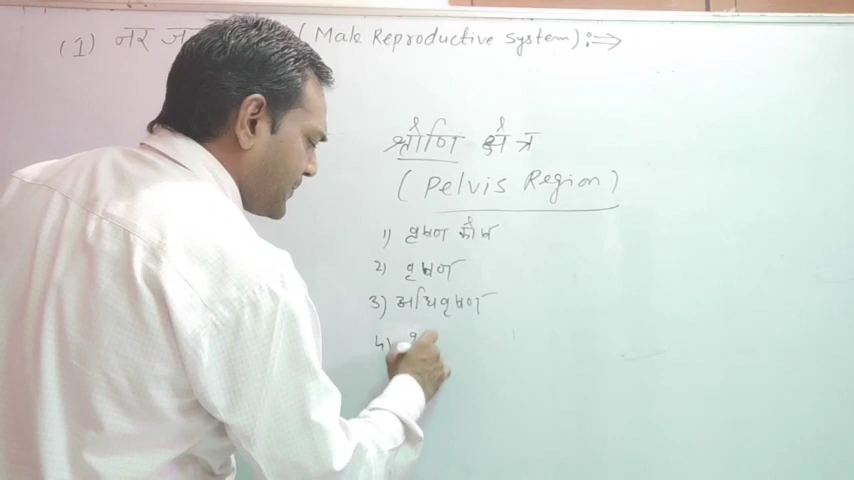 (1) नर ज (Male Reproductive System) :⇒
श्रोणि क्षेत्र
(Pelvis Region)
1) वृषण कोष
2) वृषण
3) अधिवृषण
4)